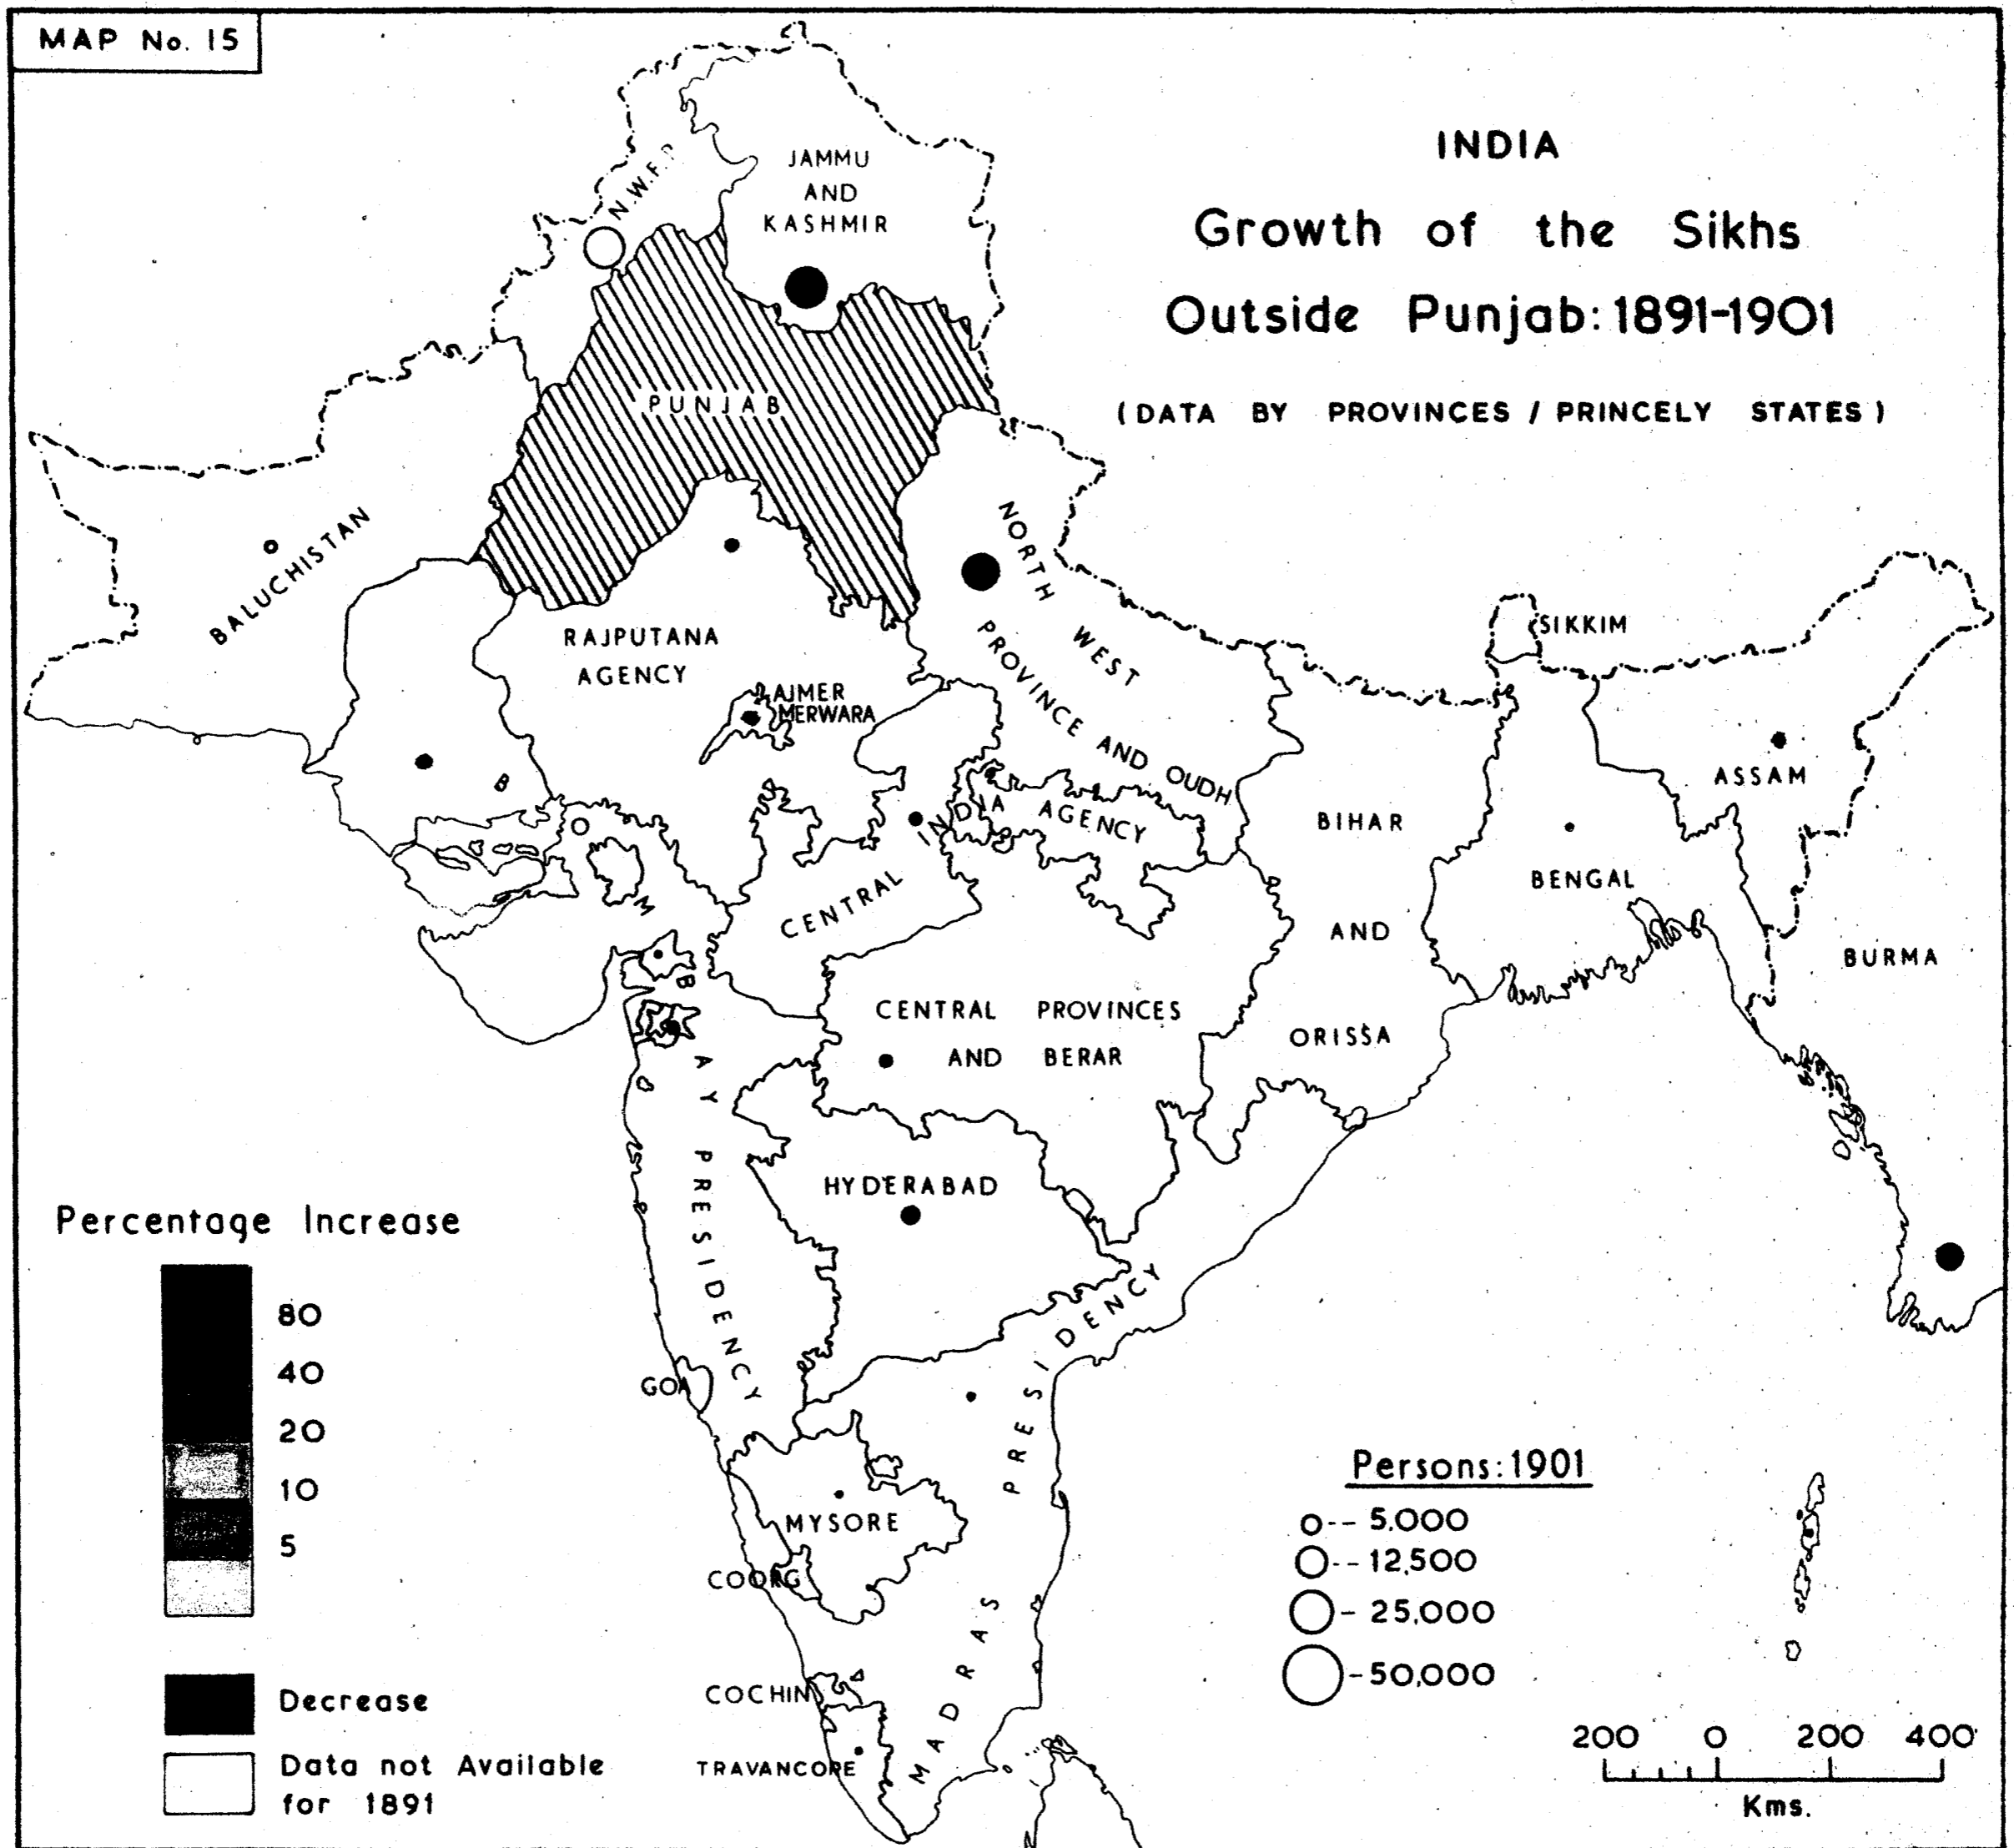 MAP No. 15
INDIA
Growth of the Sikhs
Outside Punjab: 1891-1901
(DATA BY PROVINCES / PRINCELY STATES)
N.W.F.P
JAMMU
AND
KASHMIR
PUNJAB
BALUCHISTAN
RAJPUTANA
AGENCY
AJMER
MERWARA
NORTH WEST
PROVINCE AND OUDH
SIKKIM
ASSAM
BIHAR
AND
ORISSA
BENGAL
BURMA
CENTRAL INDIA AGENCY
CENTRAL PROVINCES
AND BERAR
BOMBAY PRESIDENCY
HYDERABAD
GOA
MYSORE
COORG
COCHIN
TRAVANCORE
MADRAS PRESIDENCY
Percentage Increase
80
40
20
10
5
Decrease
Data not Available
for 1891
Persons: 1901
5,000
12,500
25,000
50,000
200 0 200 400
Kms.